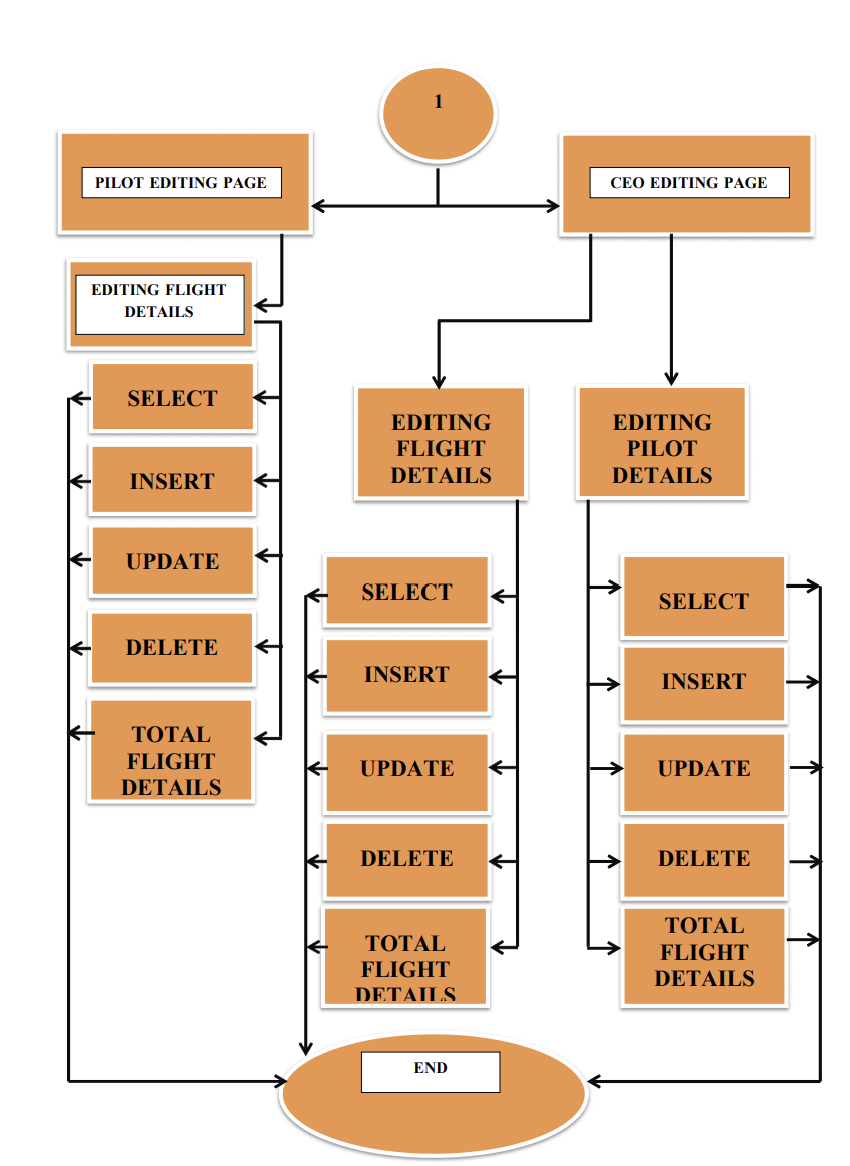 1
PILOT EDITING PAGE
CEO EDITING PAGE
EDITING FLIGHT
DETAILS
SELECT
INSERT
UPDATE
DELETE
TOTAL
FLIGHT
DETAILS
EDITING
FLIGHT
DETAILS
SELECT
INSERT
UPDATE
DELETE
TOTAL
FLIGHT
DETAILS
EDITING
PILOT
DETAILS
SELECT
INSERT
UPDATE
DELETE
TOTAL
FLIGHT
DETAILS
END